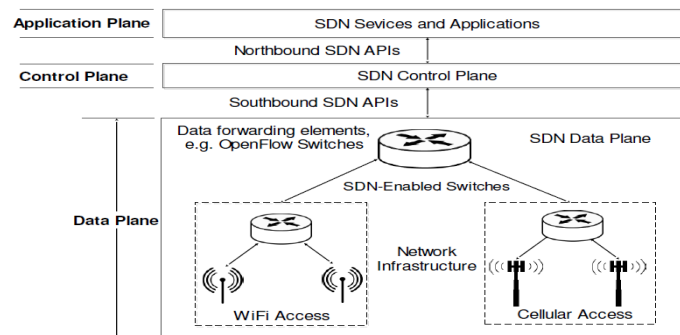 Application Plane
SDN Sevices and Applications
Northbound SDN APIs
Control Plane
SDN Control Plane
Southbound SDN APIs
Data forwarding elements,
e.g. OpenFlow Switches
SDN Data Plane
SDN-Enabled Switches
Data Plane
Network
Infrastructure
WiFi Access
Cellular Access